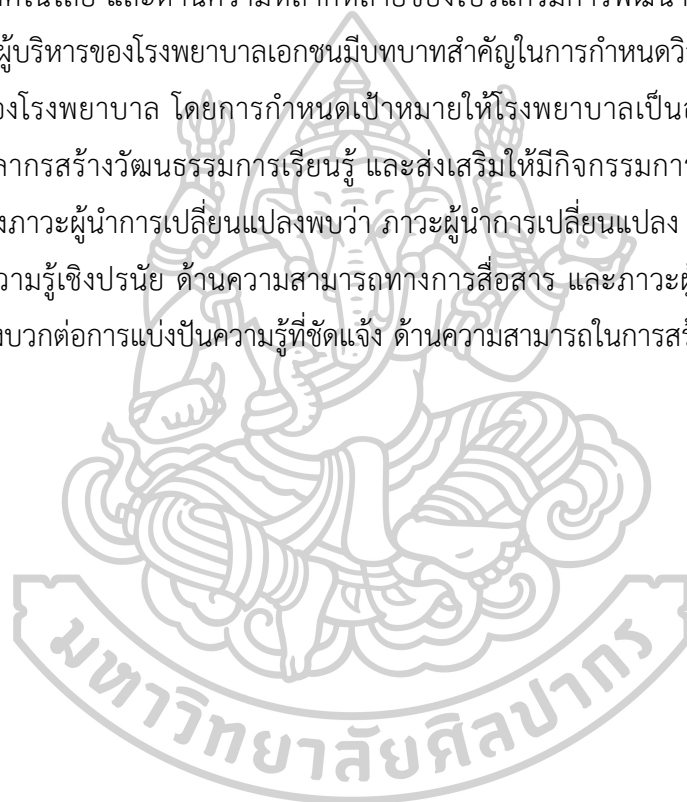 และด้านความหลากหลายของโปรแกรมการพัฒนา
ผู้บริหารของโรงพยาบาลเอกชนมีบทบาทสำคัญในการกำหนดวิ
องโรงพยาบาล โดยการกำหนดเป้าหมายให้โรงพยาบาลเป็น
ลากรสร้างวัฒนธรรมการเรียนรู้ และส่งเสริมให้มีกิจกรรมการ
งภาวะผู้นำการเปลี่ยนแปลงพบว่า ภาวะผู้นำการเปลี่ยนแปลง
วามรู้เชิงปรนัย ด้านความสามารถทางการสื่อสาร และภาวะผู้
งบวกต่อการแบ่งปันความรู้ที่ชัดแจ้ง ด้านความสามารถในการสร้
มหาวิทยาลัยศิลปากร